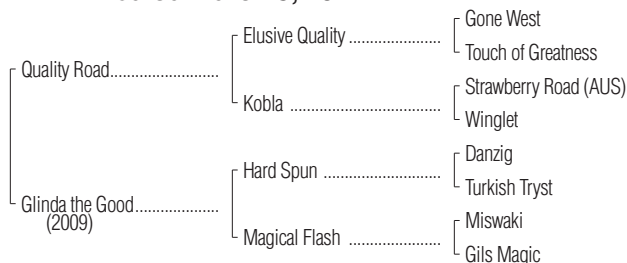 Gone West
Elusive Quality
Touch of Greatness
Quality Road
Strawberry Road (AUS)
Kobla
Winglet
Danzig
Hard Spun
Turkish Tryst
Glinda the Good
(2009)
Miswaki
Magical Flash
Gils Magic